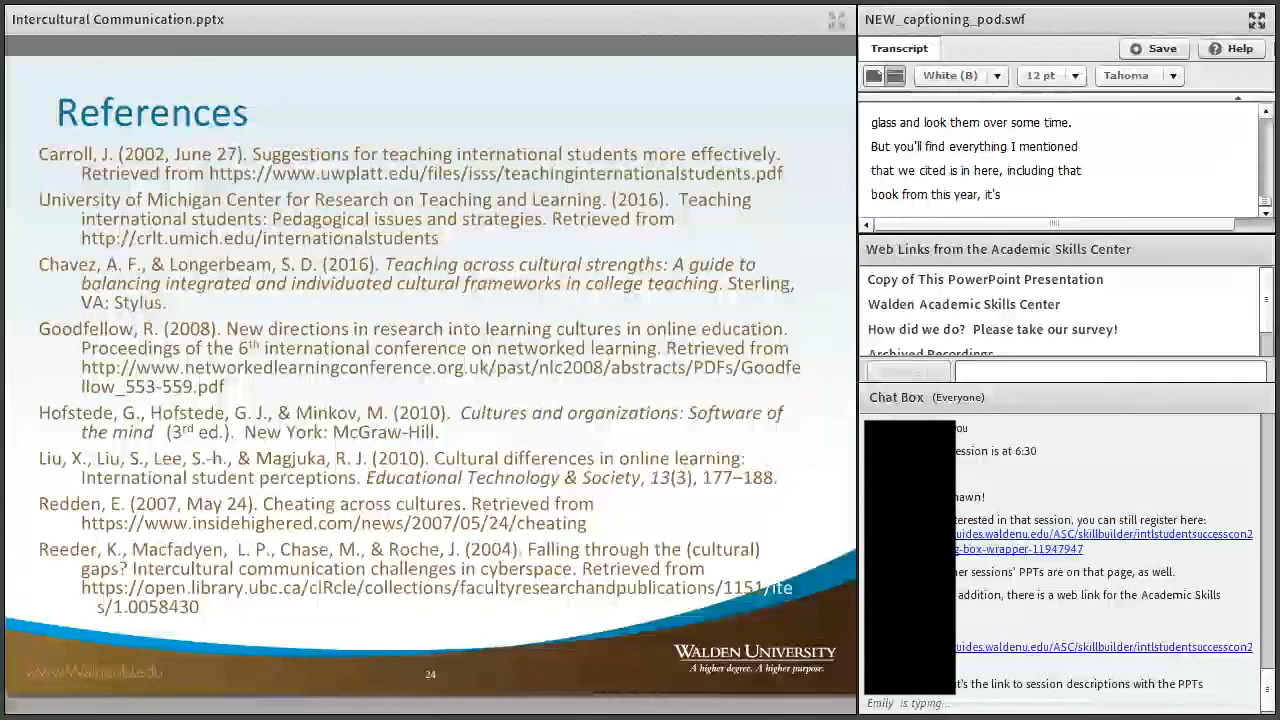 Intercultural Communication.pptx
References
Carroll, J. (2002, June 27). Suggestions for teaching international students more effectively.
Retrieved from https://www.uwplatt.edu/files/isss/teachinginternationalstudents.pdf
University of Michigan Center for Research on Teaching and Learning. (2016). Teaching
international students: Pedagogical issues and strategies. Retrieved from
http://crlt.umich.edu/internationalstudents
Chavez, A. F., & Longerbeam, S. D. (2016). Teaching across cultural strengths: A guide to
balancing integrated and individuated cultural frameworks in college teaching. Sterling,
VA: Stylus.
Goodfellow, R. (2008). New directions in research into learning cultures in online education.
Proceedings of the 6th international conference on networked learning. Retrieved from
http://www.networkedlearningconference.org.uk/past/nlc2008/abstracts/PDFs/Goodfe
llow_553-559.pdf
Hofstede, G., Hofstede, G. J., & Minkov, M. (2010). Cultures and organizations: Software of
the mind (3rd ed.). New York: McGraw-Hill.
Liu, X., Liu, S., Lee, S.-h., & Magjuka, R. J. (2010). Cultural differences in online learning:
International student perceptions. Educational Technology & Society, 13(3), 177–188.
Redden, E. (2007, May 24). Cheating across cultures. Retrieved from
https://www.insidehighered.com/news/2007/05/24/cheating
Reeder, K., Macfadyen, L. P., Chase, M., & Roche, J. (2004). Falling through the (cultural)
gaps? Intercultural communication challenges in cyberspace. Retrieved from
https://open.library.ubc.ca/cIRcle/collections/facultyresearchandpublications/1151/ite
s/1.0058430
www.WaldenU.edu
24
WALDEN UNIVERSITY
A higher degree. A higher purpose.
NEW_captioning_pod.swf
Transcript
Save
Help
White (B)
12 pt
Tahoma
glass and look them over some time.
But you'll find everything I mentioned
that we cited is in here, including that
book from this year, it's
Web Links from the Academic Skills Center
Copy of This PowerPoint Presentation
Walden Academic Skills Center
How did we do? Please take our survey!
Archived Recordings
Chat Box (Everyone)
you
ession is at 6:30
hawn!
terested in that session, you can still register here:
uides.waldenu.edu/ASC/skillbuilder/intlstudentsuccesscon2
g-box-wrapper-11947947
er sessions' PPTs are on that page, as well.
addition, there is a web link for the Academic Skills
uides.waldenu.edu/ASC/skillbuilder/intlstudentsuccesscon2
t's the link to session descriptions with the PPTs
Emily is typing...